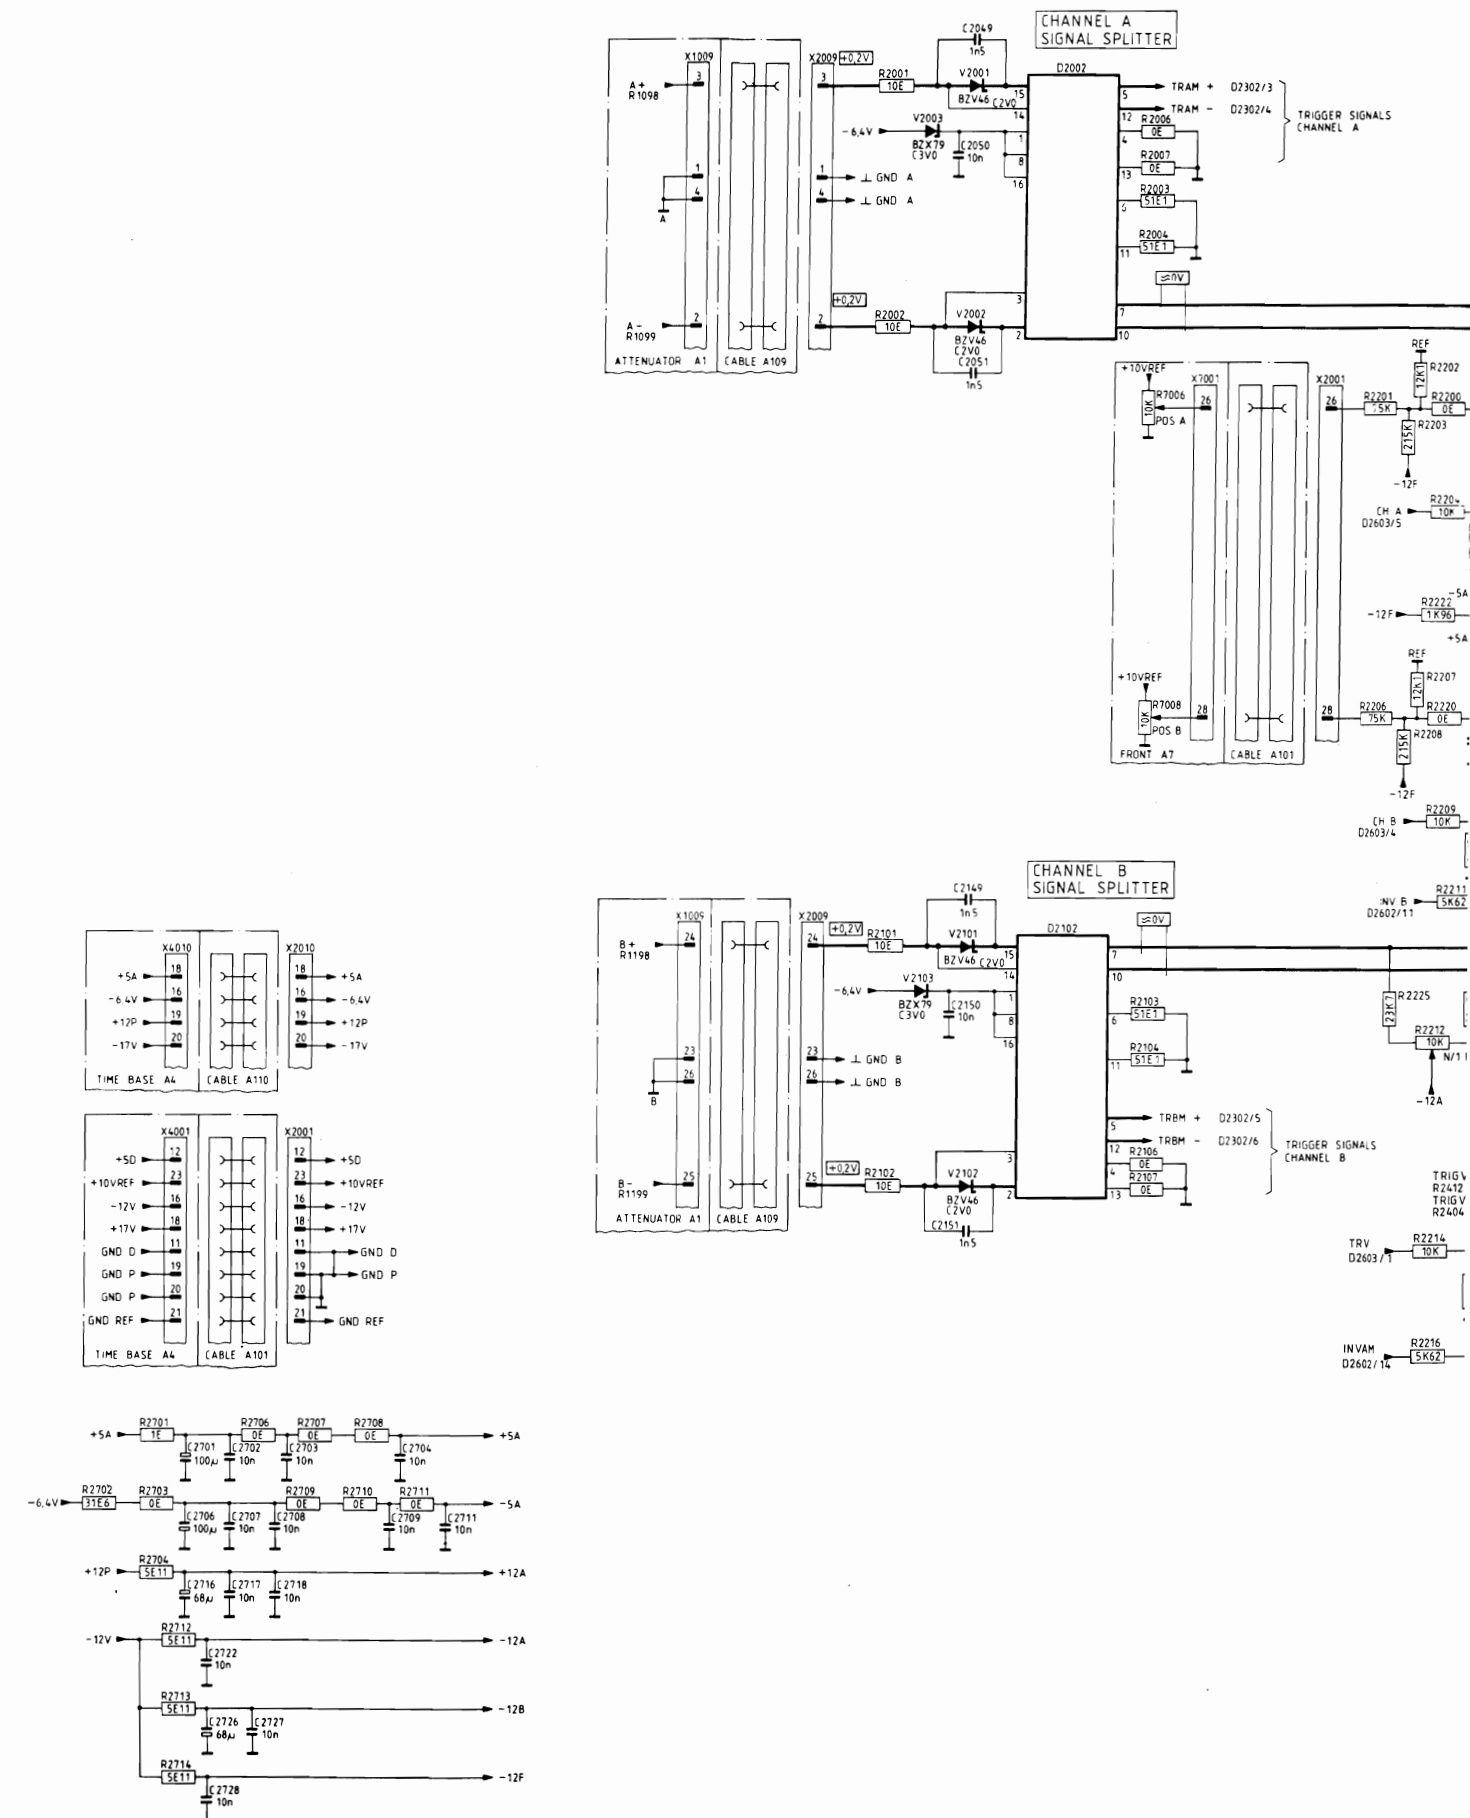 CHANNEL A
SIGNAL SPLITTER
C2049
1n5
X1009
X2009
+0,2V
R2001
10E
V2001
BZV46
C2V0
D2002
A+
R1098
3
3
15
14
1
8
16
3
2
5
12
4
13
6
11
7
10
TRAM + D2302/3
TRAM - D2302/4
TRIGGER SIGNALS
CHANNEL A
R2006
0E
R2007
0E
R2003
51E1
R2004
51E1
≈0V
-6,4V
V2003
BZX79
C3V0
C2050
10n
1
4
A
1
4
⊥ GND A
⊥ GND A
A-
R1099
2
2
+0,2V
R2002
10E
V2002
BZV46
C2V0
C2051
1n5
ATTENUATOR A1
CABLE A109
+10VREF
R7006
10K
POS A
X7001
26
X2001
26
R2201
75K
REF
R2202
12K1
R2200
0E
R2203
215K
-12F
CH A
D2603/5
R2204
10K
-5A
R2222
-12F
1K96
+5A
REF
R2207
12K1
+10VREF
R7008
10K
POS B
28
28
R2206
75K
R2220
0E
R2208
215K
-12F
FRONT A7
CABLE A101
CH B
D2603/4
R2209
10K
CHANNEL B
SIGNAL SPLITTER
C2149
1n5
X1009
X2009
+0,2V
R2101
10E
V2101
BZV46
C2V0
D2102
B+
R1198
24
24
15
14
1
8
16
3
2
7
10
6
11
5
12
4
13
≈0V
NV B
D2602/11
R2211
5K62
-6,4V
V2103
BZX79
C3V0
C2150
10n
R2103
51E1
R2104
51E1
23K7
R2225
R2212
10K
N/1
-12A
23
26
B
23
26
⊥ GND B
⊥ GND B
TRBM + D2302/5
TRBM - D2302/6
TRIGGER SIGNALS
CHANNEL B
R2106
0E
R2107
0E
B-
R1199
25
25
+0,2V
R2102
10E
V2102
BZV46
C2V0
C2151
1n5
ATTENUATOR A1
CABLE A109
TRIGV
R2412
TRIGV
R2404
TRV
D2603/1
R2214
10K
INVAM
D2602/14
R2216
5K62
X4010
X2010
+5A 18 18 +5A
-6,4V 16 16 -6,4V
+12P 19 19 +12P
-17V 20 20 -17V
TIME BASE A4
CABLE A110
X4001
X2001
+5D 12 12 +5D
+10VREF 23 23 +10VREF
-12V 16 16 -12V
+17V 18 18 +17V
GND D 11 11 GND D
GND P 19 19 GND P
GND P 20 20
GND REF 21 21 GND REF
TIME BASE A4
CABLE A101
R2701 R2706 R2707 R2708
+5A 1E 0E 0E 0E +5A
C2701 C2702 C2703 C2704
100µ 10n 10n 10n
R2702 R2703 R2709 R2710 R2711
-6,4V 31E6 0E 0E 0E 0E -5A
C2706 C2707 C2708 C2709 C2711
100µ 10n 10n 10n 10n
R2704
+12P 5E11 +12A
C2716 C2717 C2718
68µ 10n 10n
R2712
-12V 5E11 -12A
C2722
10n
R2713
5E11 -12B
C2726 C2727
68µ 10n
R2714
5E11 -12F
C2728
10n